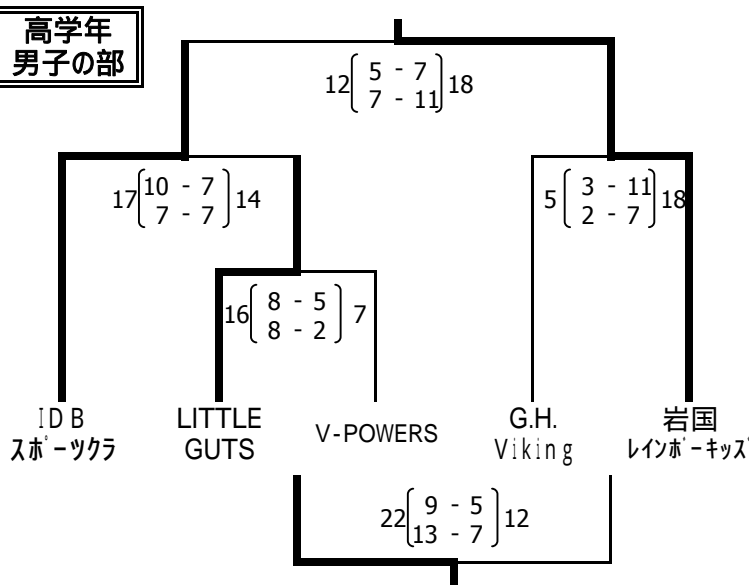 高学年
男子の部
12 5 - 7 18
7 - 11
17 10 - 7 14
7 - 7
5 3 - 11 18
2 - 7
16 8 - 5 7
8 - 2
IDB
スポーツクラ
LITTLE
GUTS
V-POWERS
G.H.
Viking
岩国
レインボーキッズ
22 9 - 5 12
13 - 7